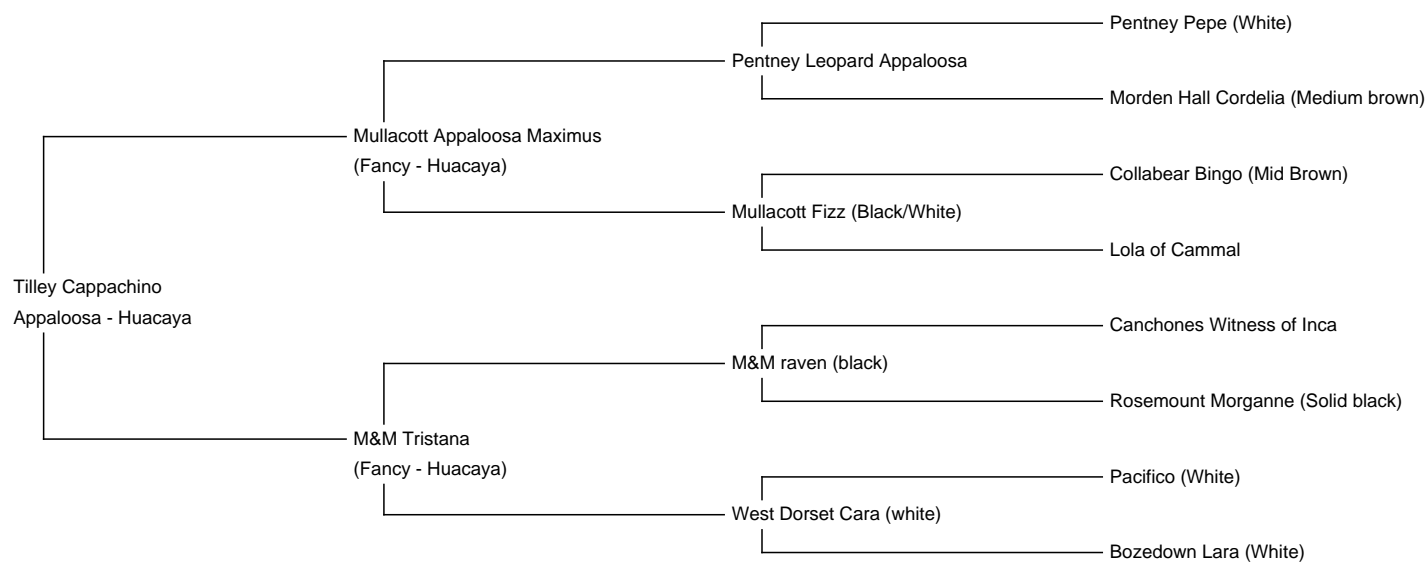 Pentney Pepe (White)
Pentney Leopard Appaloosa
Morden Hall Cordelia (Medium brown)
Mullacott Appaloosa Maximus
(Fancy - Huacaya)
Collabear Bingo (Mid Brown)
Mullacott Fizz (Black/White)
Lola of Cammal
Tilley Cappachino
Appaloosa - Huacaya
Canchones Witness of Inca
M&M raven (black)
Rosemount Morganne (Solid black)
M&M Tristana
(Fancy - Huacaya)
Pacifico (White)
West Dorset Cara (white)
Bozedown Lara (White)